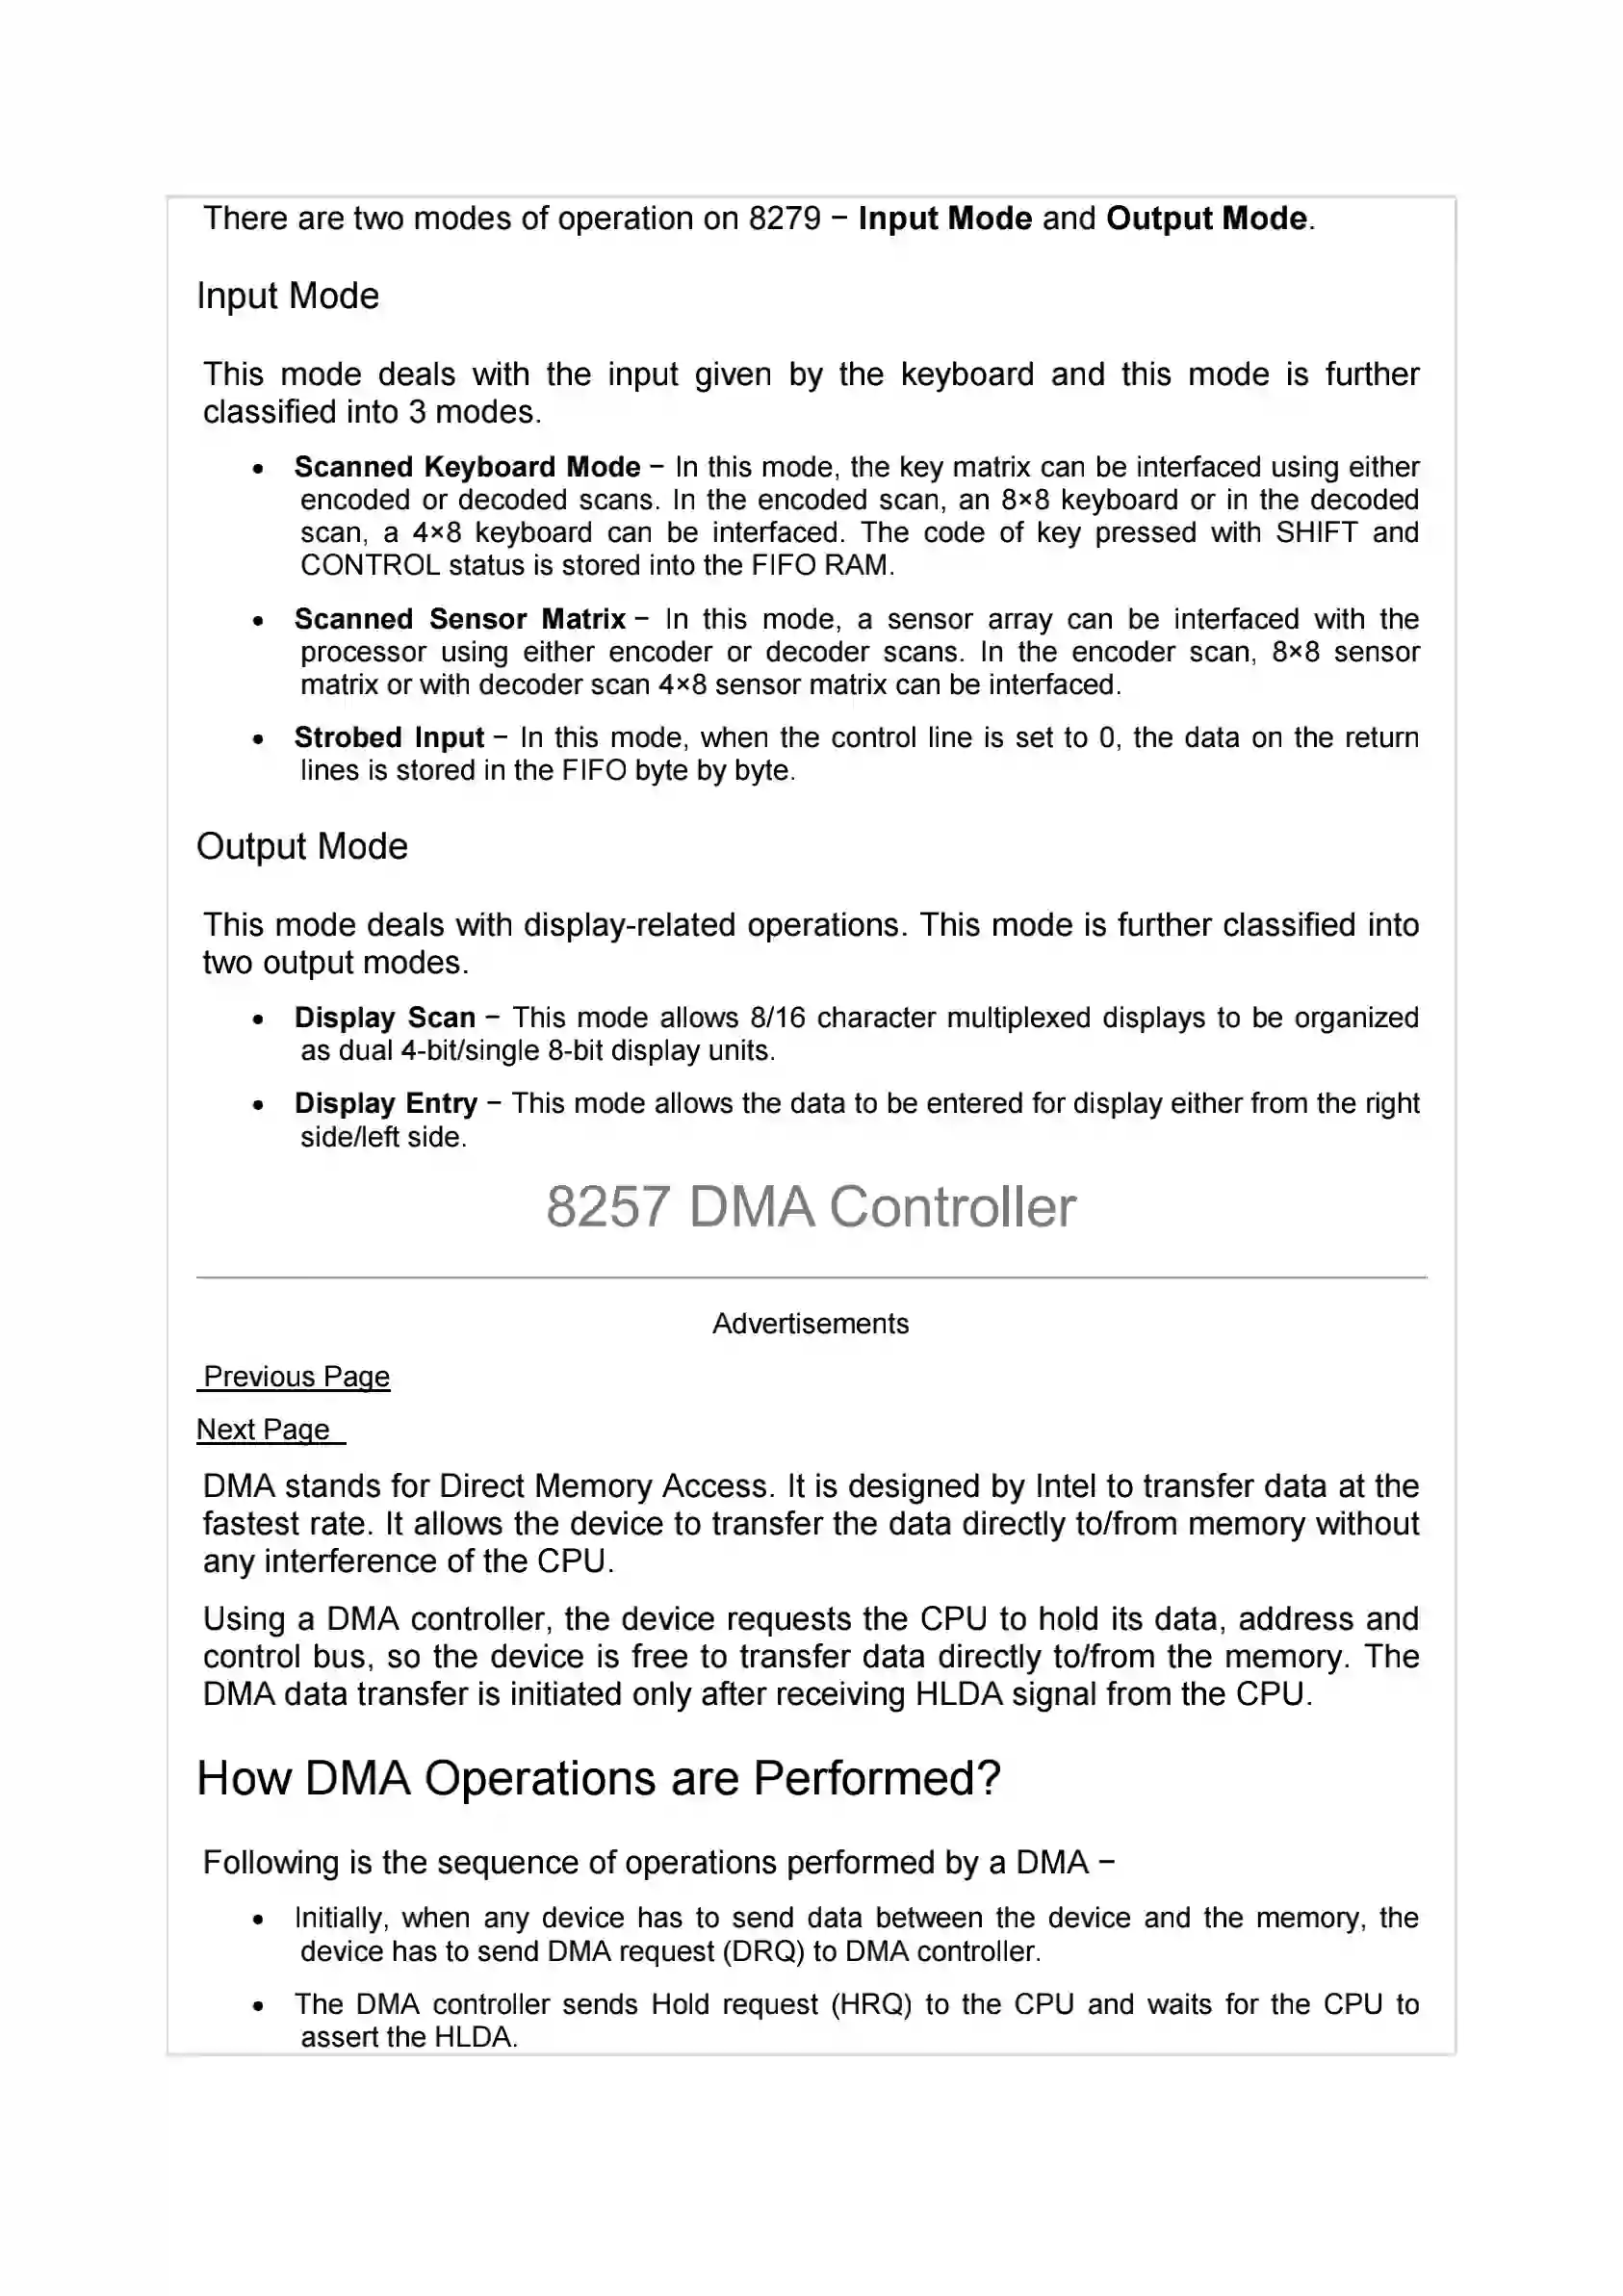 There are two modes of operation on 8279 − Input Mode and Output Mode.
Input Mode
This mode deals with the input given by the keyboard and this mode is further
classified into 3 modes.
• Scanned Keyboard Mode − In this mode, the key matrix can be interfaced using either
encoded or decoded scans. In the encoded scan, an 8×8 keyboard or in the decoded
scan, a 4×8 keyboard can be interfaced. The code of key pressed with SHIFT and
CONTROL status is stored into the FIFO RAM.
• Scanned Sensor Matrix − In this mode, a sensor array can be interfaced with the
processor using either encoder or decoder scans. In the encoder scan, 8×8 sensor
matrix or with decoder scan 4×8 sensor matrix can be interfaced.
• Strobed Input − In this mode, when the control line is set to 0, the data on the return
lines is stored in the FIFO byte by byte.
Output Mode
This mode deals with display-related operations. This mode is further classified into
two output modes.
• Display Scan − This mode allows 8/16 character multiplexed displays to be organized
as dual 4-bit/single 8-bit display units.
• Display Entry − This mode allows the data to be entered for display either from the right
side/left side.
8257 DMA Controller
Advertisements
Previous Page
Next Page
DMA stands for Direct Memory Access. It is designed by Intel to transfer data at the
fastest rate. It allows the device to transfer the data directly to/from memory without
any interference of the CPU.
Using a DMA controller, the device requests the CPU to hold its data, address and
control bus, so the device is free to transfer data directly to/from the memory. The
DMA data transfer is initiated only after receiving HLDA signal from the CPU.
How DMA Operations are Performed?
Following is the sequence of operations performed by a DMA −
• Initially, when any device has to send data between the device and the memory, the
device has to send DMA request (DRQ) to DMA controller.
• The DMA controller sends Hold request (HRQ) to the CPU and waits for the CPU to
assert the HLDA.